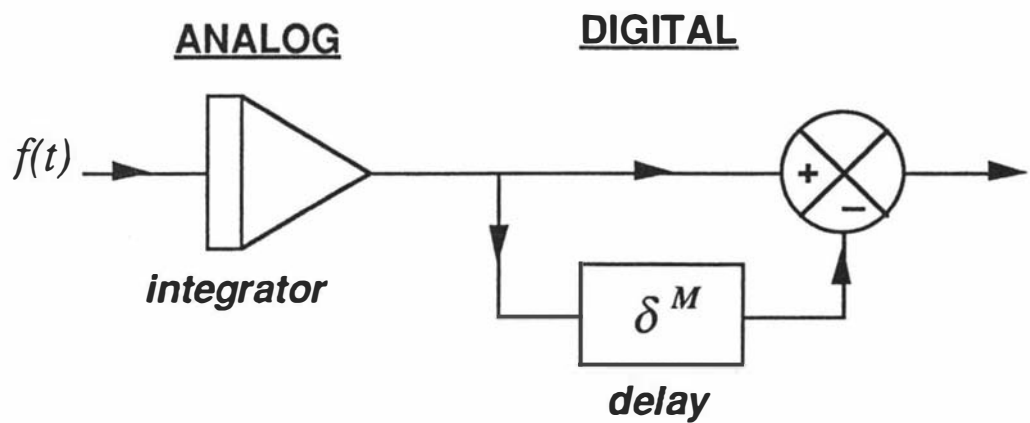 ANALOG
DIGITAL
f(t)
+
−
integrator
δ^M
delay